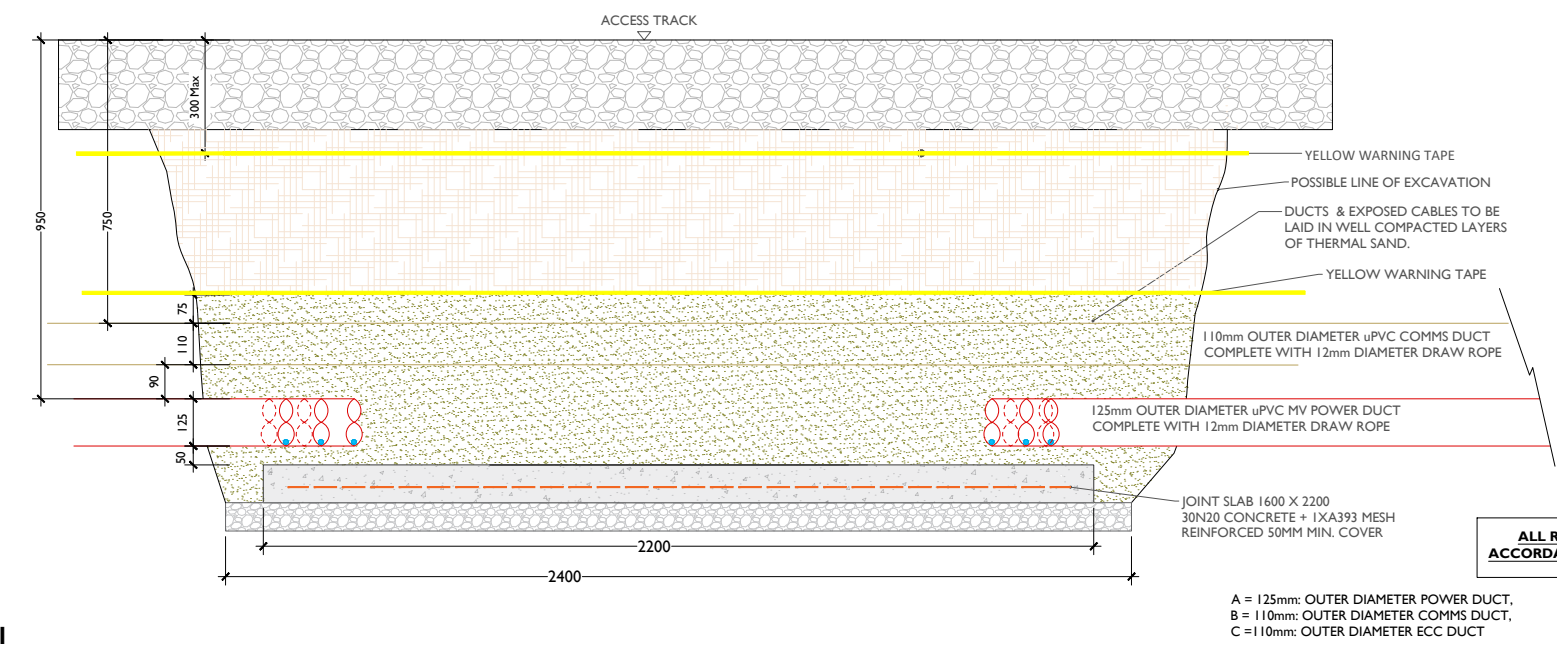 ACCESS TRACK
300 Max
950
750
YELLOW WARNING TAPE
POSSIBLE LINE OF EXCAVATION
DUCTS & EXPOSED CABLES TO BE
LAID IN WELL COMPACTED LAYERS
OF THERMAL SAND.
YELLOW WARNING TAPE
75
110
90
125
50
110mm OUTER DIAMETER uPVC COMMS DUCT
COMPLETE WITH 12mm DIAMETER DRAW ROPE
125mm OUTER DIAMETER uPVC MV POWER DUCT
COMPLETE WITH 12mm DIAMETER DRAW ROPE
JOINT SLAB 1600 X 2200
30N20 CONCRETE + 1XA393 MESH
REINFORCED 50MM MIN. COVER
2200
2400
ALL R
ACCORDA
A = 125mm: OUTER DIAMETER POWER DUCT,
B = 110mm: OUTER DIAMETER COMMS DUCT,
C =110mm: OUTER DIAMETER ECC DUCT